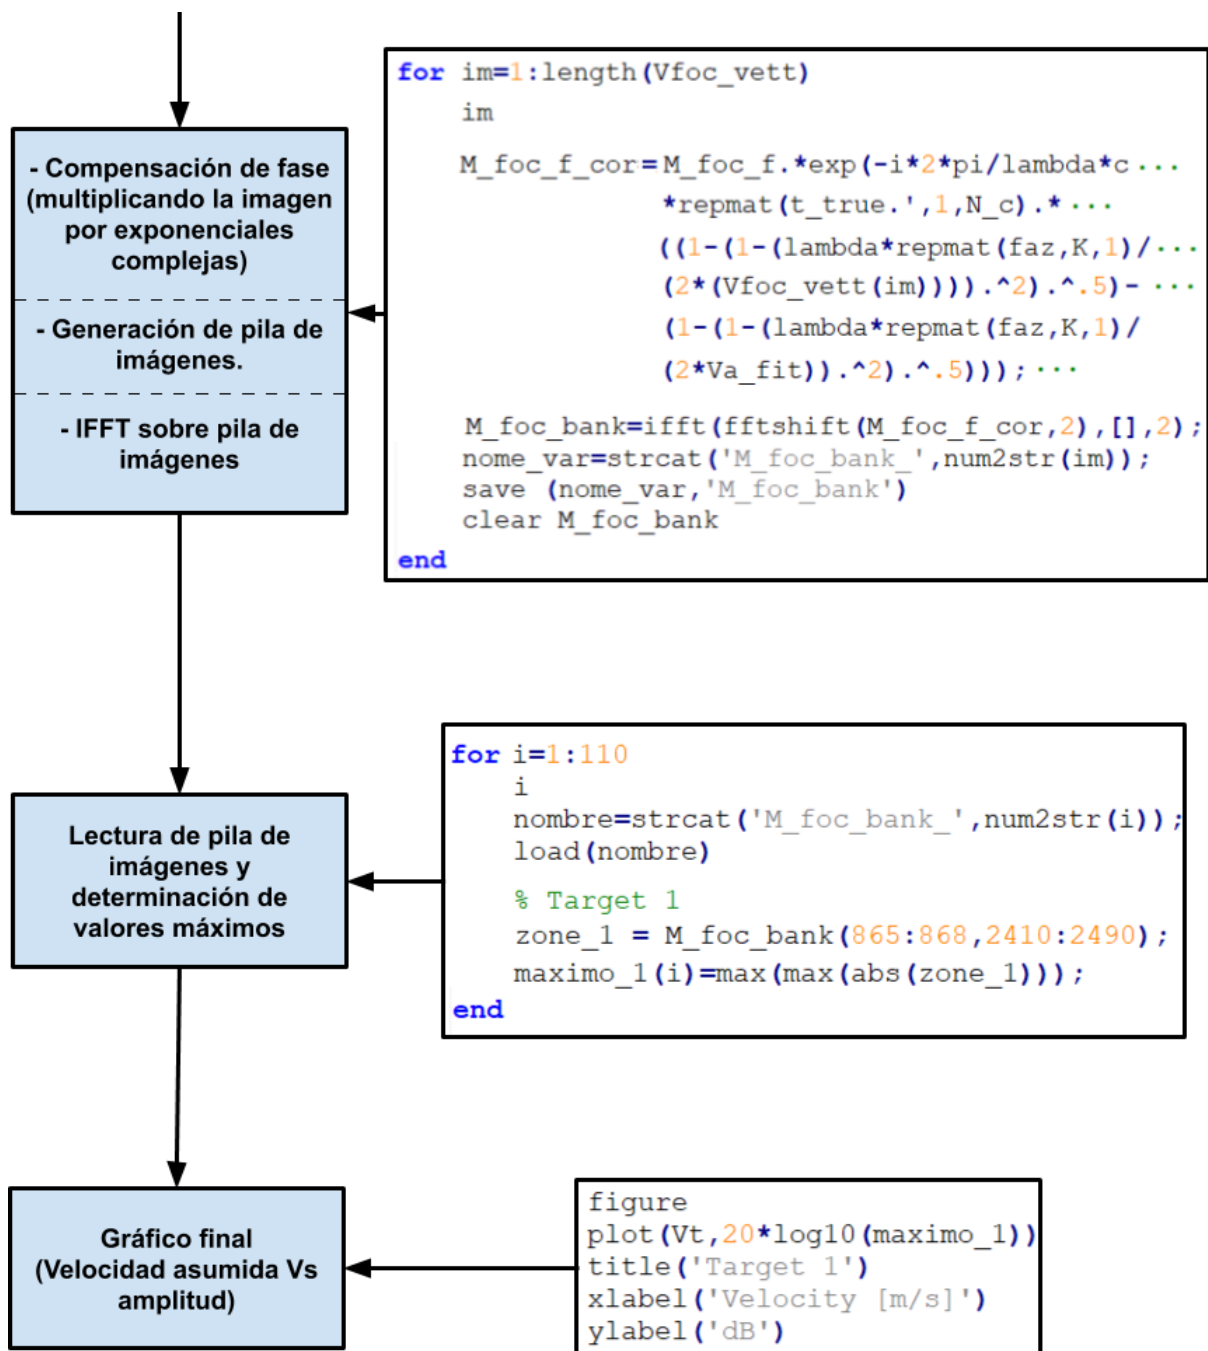 - Compensación de fase
(multiplicando la imagen
por exponenciales
complejas)
- Generación de pila de
imágenes.
- IFFT sobre pila de
imágenes
for im=1:length(Vfoc_vett)
im
M_foc_f_cor=M_foc_f.*exp(-i*2*pi/lambda*c ...
*repmat(t_true.',1,N_c).* ...
((1-(1-(lambda*repmat(faz,K,1)/ ...
(2*(Vfoc_vett(im)))).^2).^.5)- ...
(1-(1-(lambda*repmat(faz,K,1)/
(2*Va_fit)).^2).^.5))); ...
M_foc_bank=ifft(fftshift(M_foc_f_cor,2),[],2);
nome_var=strcat('M_foc_bank_',num2str(im));
save (nome_var,'M_foc_bank')
clear M_foc_bank
end
Lectura de pila de
imágenes y
determinación de
valores máximos
for i=1:110
i
nombre=strcat('M_foc_bank_',num2str(i));
load(nombre)
% Target 1
zone_1 = M_foc_bank(865:868,2410:2490);
maximo_1(i)=max(max(abs(zone_1)));
end
Gráfico final
(Velocidad asumida Vs
amplitud)
figure
plot(Vt,20*log10(maximo_1))
title('Target 1')
xlabel('Velocity [m/s]')
ylabel('dB')